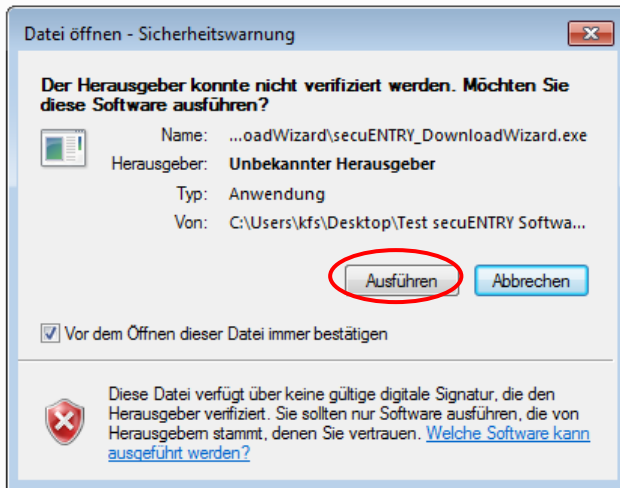 Datei öffnen - Sicherheitswarnung
Der Herausgeber konnte nicht verifiziert werden. Möchten Sie
diese Software ausführen?
Name: ...oadWizard\secuENTRY_DownloadWizard.exe
Herausgeber: Unbekannter Herausgeber
Typ: Anwendung
Von: C:\Users\kfs\Desktop\Test secuENTRY Softwa...
Ausführen Abbrechen
Vor dem Öffnen dieser Datei immer bestätigen
Diese Datei verfügt über keine gültige digitale Signatur, die den
Herausgeber verifiziert. Sie sollten nur Software ausführen, die von
Herausgebern stammt, denen Sie vertrauen. Welche Software kann
ausgeführt werden?